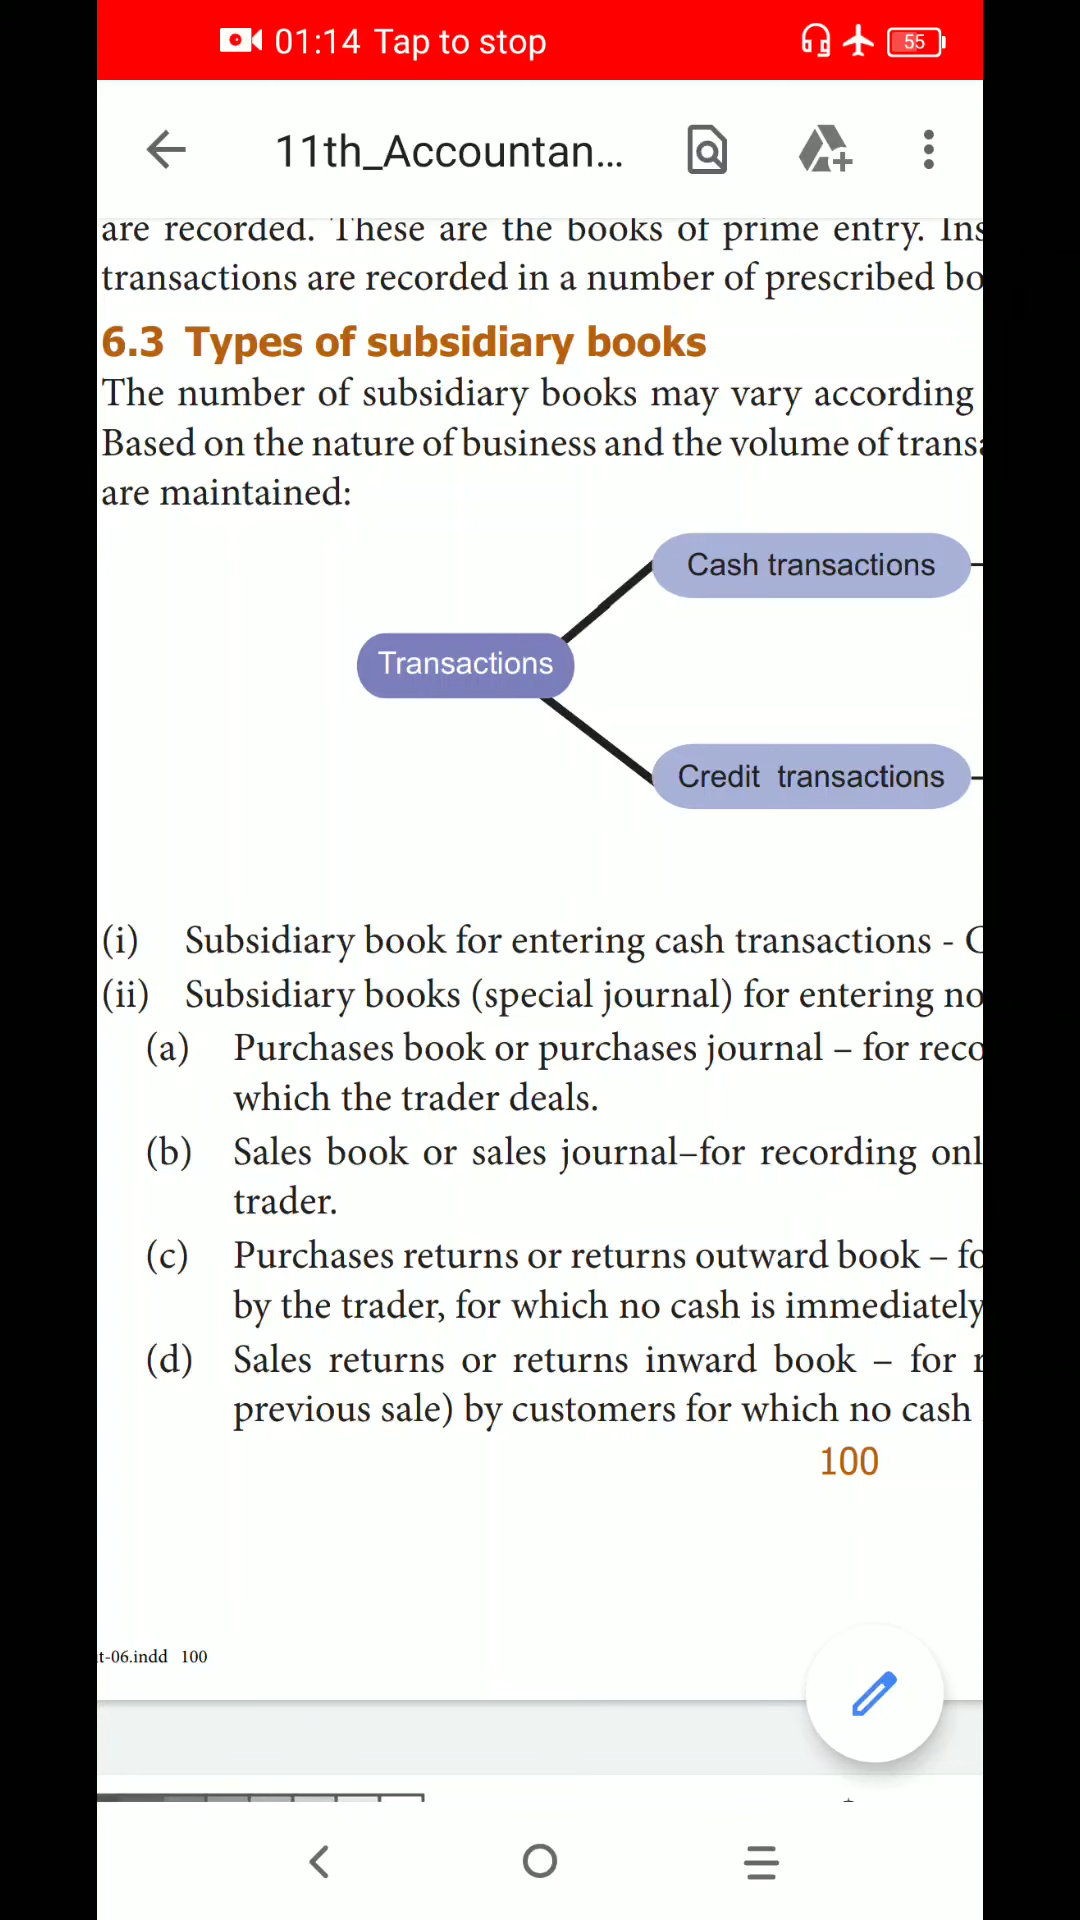 01:14 Tap to stop
55
11th_Accountan...
are recorded. These are the books of prime entry. Ins
transactions are recorded in a number of prescribed bo
6.3 Types of subsidiary books
The number of subsidiary books may vary according
Based on the nature of business and the volume of transa
are maintained:
Cash transactions
Transactions
Credit transactions
(i) Subsidiary book for entering cash transactions - C
(ii) Subsidiary books (special journal) for entering no
(a) Purchases book or purchases journal – for reco
which the trader deals.
(b) Sales book or sales journal–for recording onl
trader.
(c) Purchases returns or returns outward book – fo
by the trader, for which no cash is immediately
(d) Sales returns or returns inward book – for r
previous sale) by customers for which no cash
100
t-06.indd 100